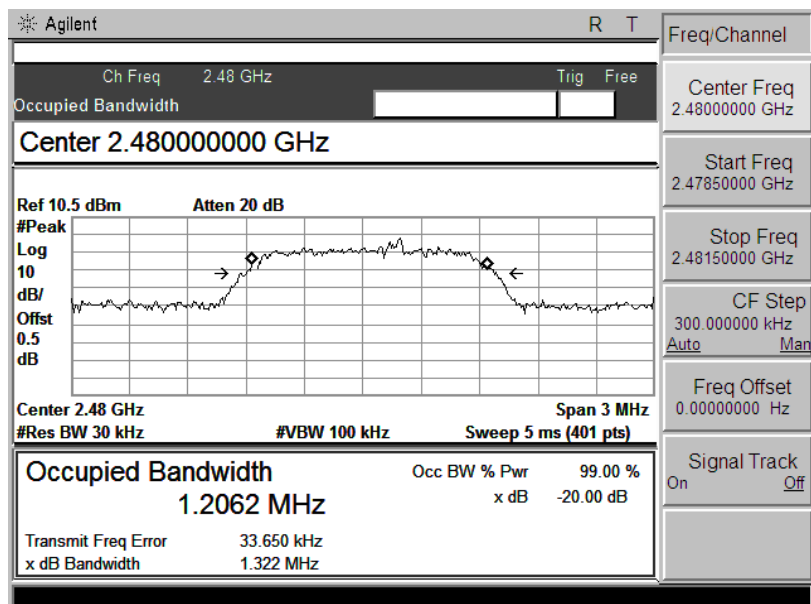 Agilent R T
Ch Freq 2.48 GHz Trig Free
Occupied Bandwidth
Center 2.480000000 GHz
Ref 10.5 dBm Atten 20 dB
#Peak
Log
10
dB/
Offst
0.5
dB
Center 2.48 GHz Span 3 MHz
#Res BW 30 kHz #VBW 100 kHz Sweep 5 ms (401 pts)
Occupied Bandwidth
1.2062 MHz
Occ BW % Pwr 99.00 %
x dB -20.00 dB
Transmit Freq Error 33.650 kHz
x dB Bandwidth 1.322 MHz
Freq/Channel
Center Freq
2.48000000 GHz
Start Freq
2.47850000 GHz
Stop Freq
2.48150000 GHz
CF Step
300.000000 kHz
Auto Man
Freq Offset
0.00000000 Hz
Signal Track
On Off